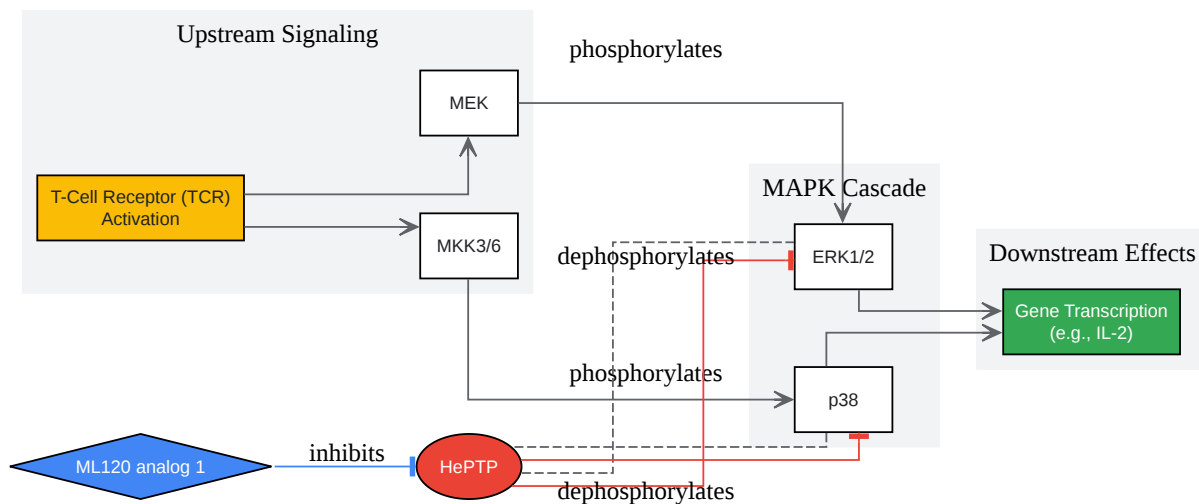 Upstream Signaling
phosphorylates
MEK
T-Cell Receptor (TCR)
Activation
MKK3/6
MAPK Cascade
dephosphorylates
ERK1/2
Downstream Effects
Gene Transcription
(e.g., IL-2)
phosphorylates
p38
inhibits
ML120 analog 1
HePTP
dephosphorylates